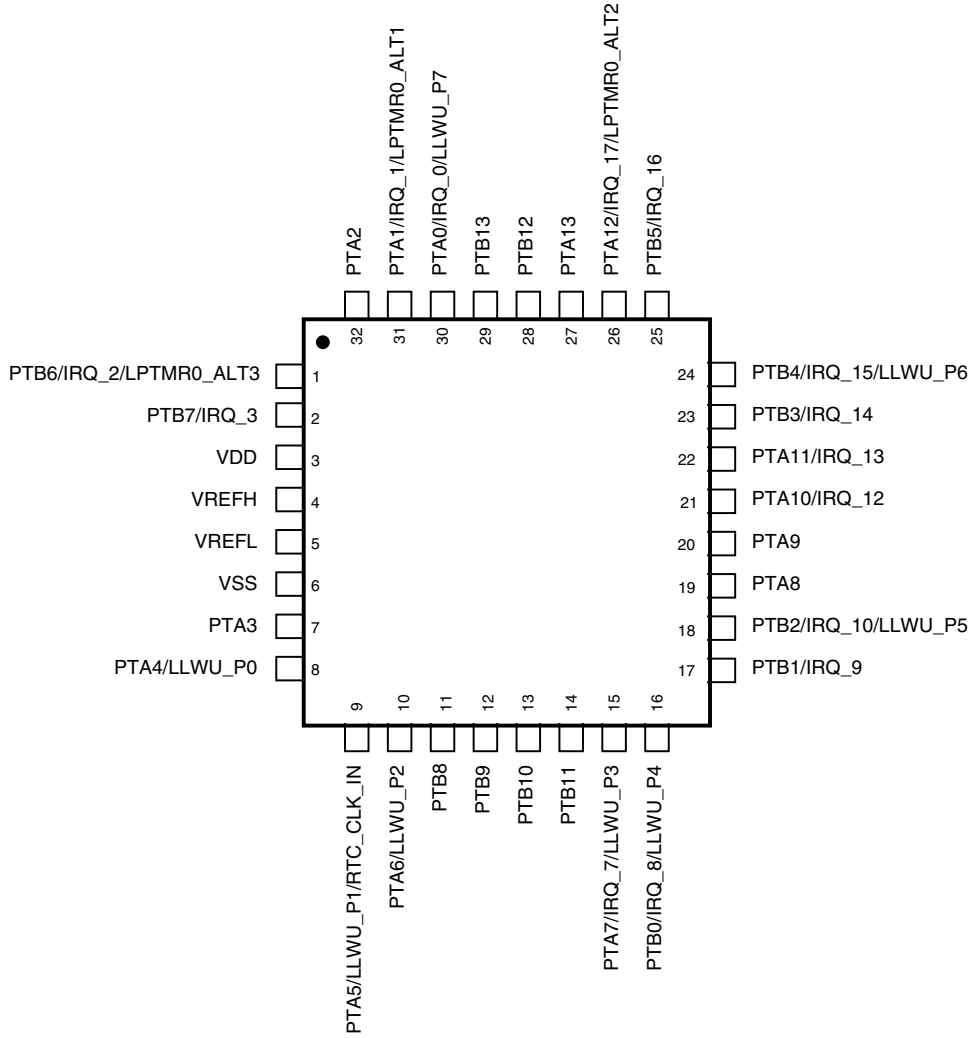 PTA2
PTA1/IRQ_1/LPTMR0_ALT1
PTA0/IRQ_0/LLWU_P7
PTB13
PTB12
PTA13
PTA12/IRQ_17/LPTMR0_ALT2
PTB5/IRQ_16
32
31
30
29
28
27
26
25
PTB6/IRQ_2/LPTMR0_ALT3
1
PTB7/IRQ_3
2
VDD
3
VREFH
4
VREFL
5
VSS
6
PTA3
7
PTA4/LLWU_P0
8
24
PTB4/IRQ_15/LLWU_P6
23
PTB3/IRQ_14
22
PTA11/IRQ_13
21
PTA10/IRQ_12
20
PTA9
19
PTA8
18
PTB2/IRQ_10/LLWU_P5
17
PTB1/IRQ_9
9
10
11
12
13
14
15
16
PTA5/LLWU_P1/RTC_CLK_IN
PTA6/LLWU_P2
PTB8
PTB9
PTB10
PTB11
PTA7/IRQ_7/LLWU_P3
PTB0/IRQ_8/LLWU_P4